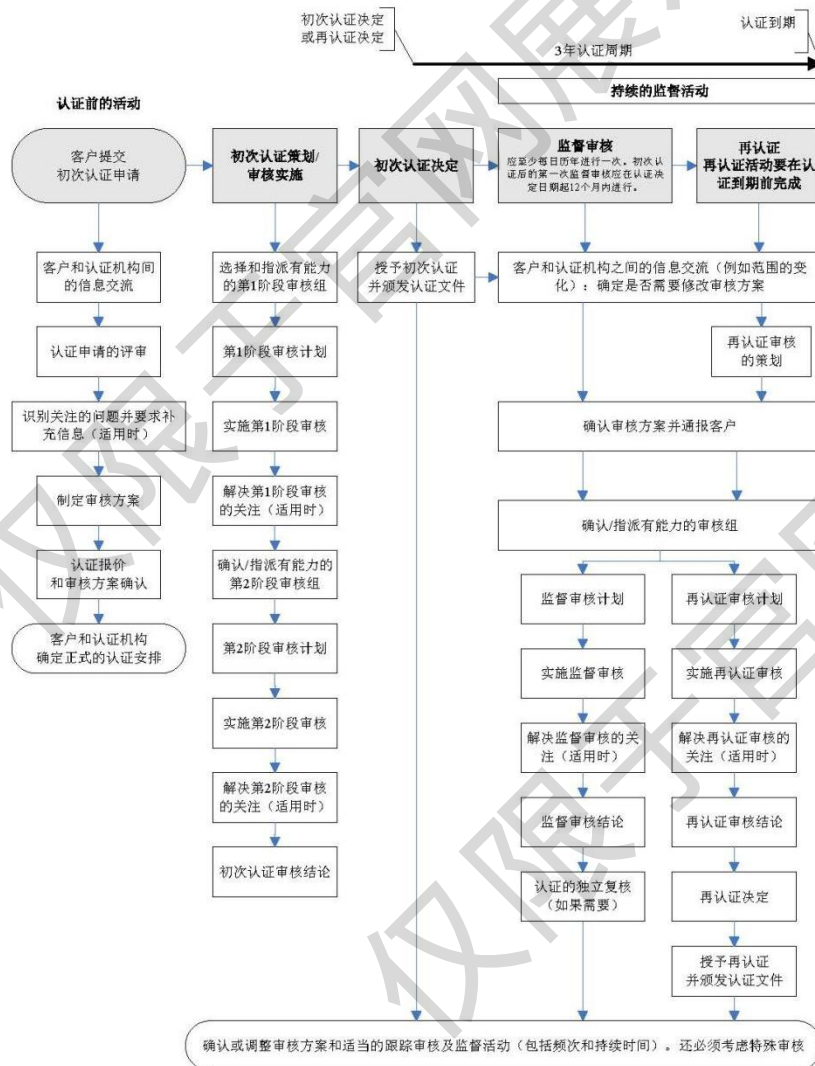 初次认证决定
或再认证决定
认证到期
3年认证周期
认证前的活动
持续的监督活动
客户提交
初次认证申请
初次认证策划/
审核实施
初次认证决定
监督审核
应至少每日历年进行一次。初次认
证后的第一次监督审核应在认证决
定日期起12个月内进行。
再认证
再认证活动要在认
证到期前完成
客户和认证机构间
的信息交流
认证申请的评审
识别关注的问题并要求补
充信息（适用时）
制定审核方案
认证报价
和审核方案确认
客户和认证机构
确定正式的认证安排
选择和指派有能力
的第1阶段审核组
第1阶段审核计划
实施第1阶段审核
解决第1阶段审核
的关注（适用时）
确认/指派有能力的
第2阶段审核组
第2阶段审核计划
实施第2阶段审核
解决第2阶段审核
的关注（适用时）
初次认证审核结论
授予初次认证
并颁发认证文件
客户和认证机构之间的信息交流（例如范围的变
化）：确定是否需要修改审核方案
再认证审核
的策划
确认审核方案并通报客户
确认/指派有能力的审核组
监督审核计划
实施监督审核
解决监督审核的关
注（适用时）
监督审核结论
认证的独立复核
（如果需要）
再认证审核计划
实施再认证审核
解决再认证审核的
关注（适用时）
再认证审核结论
再认证决定
授予再认证
并颁发认证文件
确认或调整审核方案和适当的跟踪审核及监督活动（包括频次和持续时间）。还必须考虑特殊审核
仅限于官网展
仅限于官